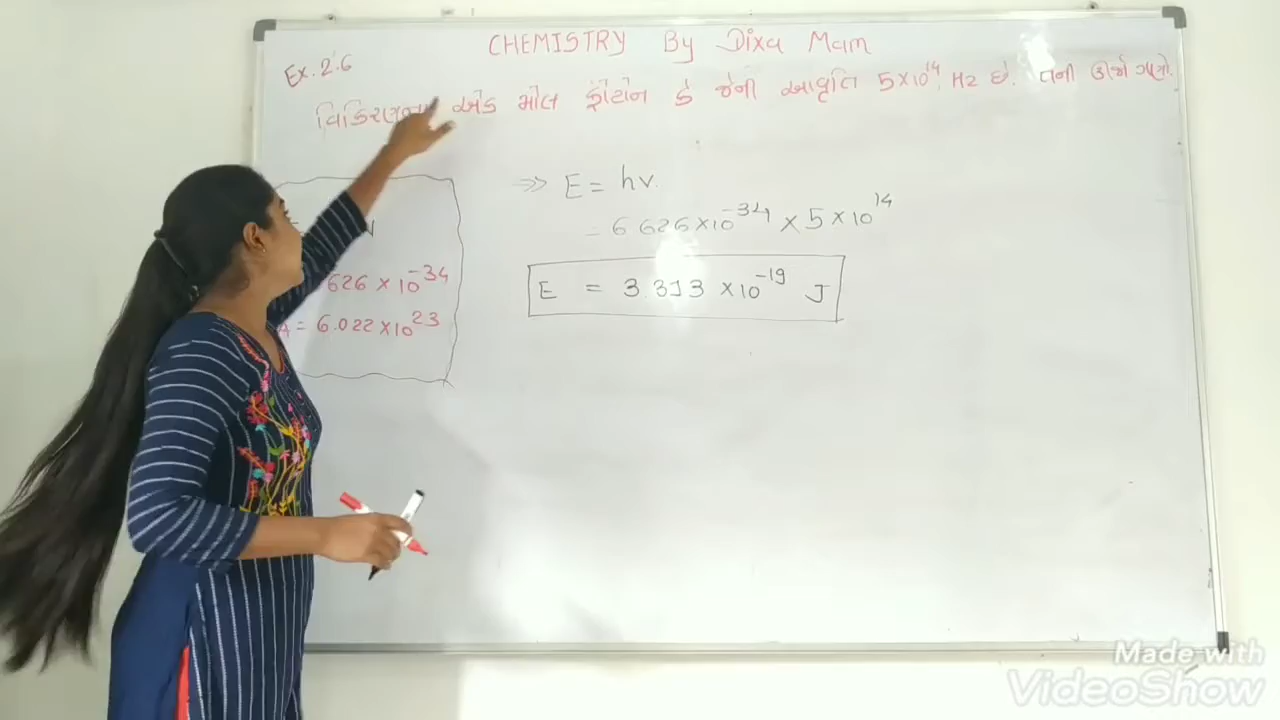 CHEMISTRY By Dixa Mam
Ex. 2.6
વિકિરણના એક મોલ ફોટોન કે જેની આવૃતિ 5×10¹⁴ Hz છે. તેની ઊર્જા ગણો.
⇒ E = hν.
= 6.626×10⁻³⁴ × 5×10¹⁴
E = 3.313 ×10⁻¹⁹ J
626 × 10⁻³⁴
A = 6.022×10²³
Made with
VideoShow